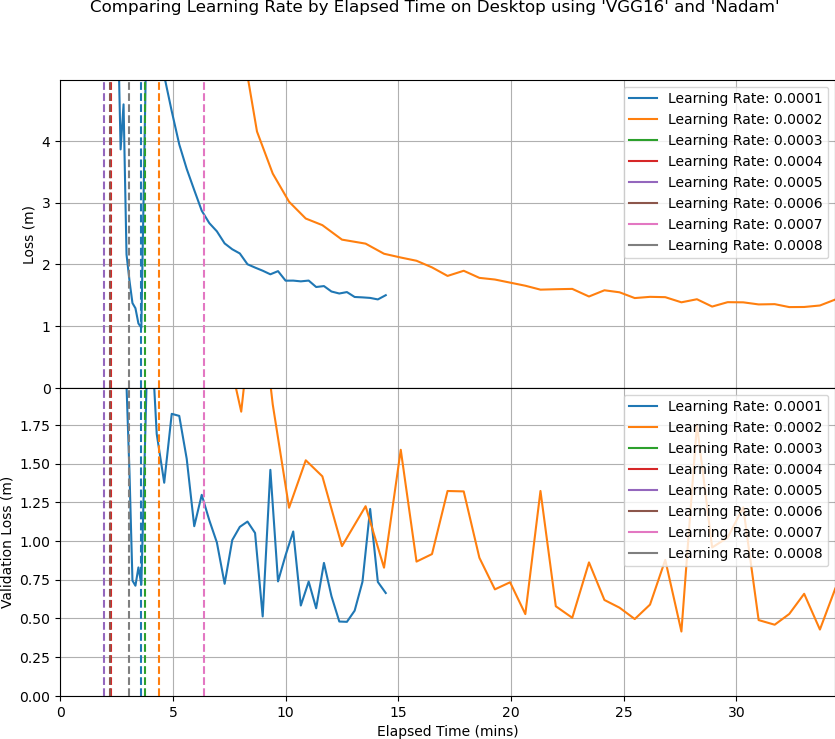 Comparing Learning Rate by Elapsed Time on Desktop using 'VGG16' and 'Nadam'
Loss (m)
4
3
2
1
0
Learning Rate: 0.0001
Learning Rate: 0.0002
Learning Rate: 0.0003
Learning Rate: 0.0004
Learning Rate: 0.0005
Learning Rate: 0.0006
Learning Rate: 0.0007
Learning Rate: 0.0008
Validation Loss (m)
1.75
1.50
1.25
1.00
0.75
0.50
0.25
0.00
Learning Rate: 0.0001
Learning Rate: 0.0002
Learning Rate: 0.0003
Learning Rate: 0.0004
Learning Rate: 0.0005
Learning Rate: 0.0006
Learning Rate: 0.0007
Learning Rate: 0.0008
0 5 10 15 20 25 30
Elapsed Time (mins)